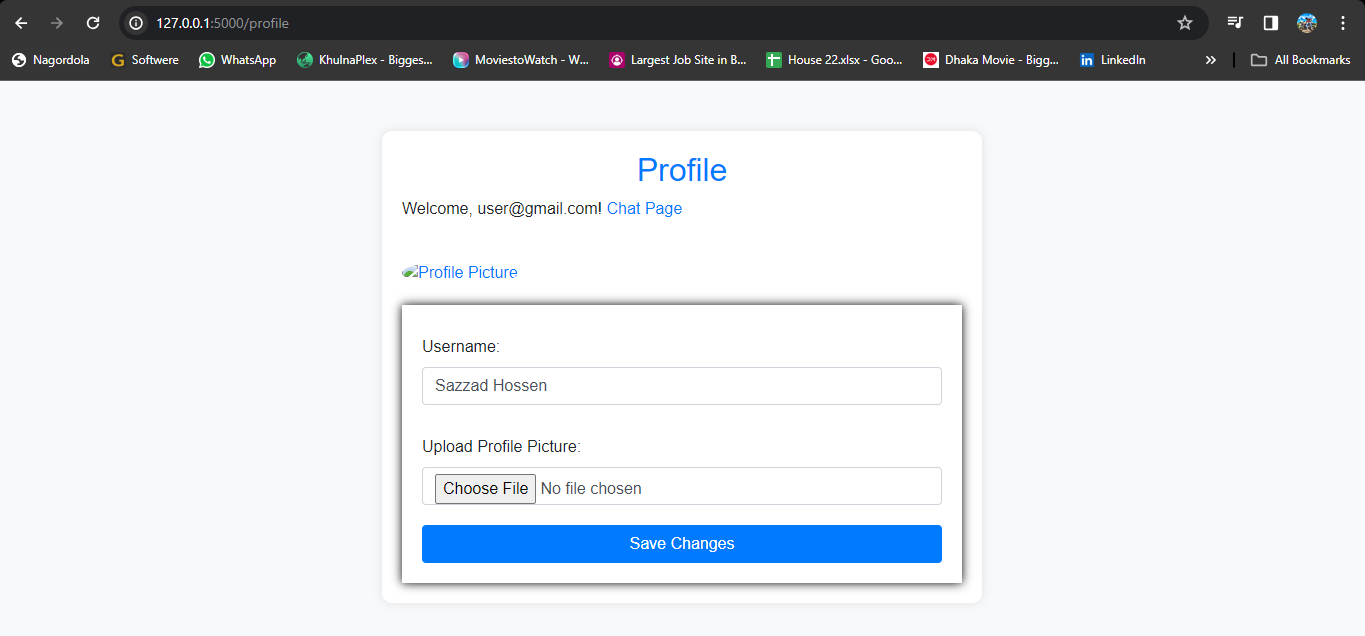 127.0.0.1:5000/profile
Nagordola
Softwere
WhatsApp
KhulnaPlex - Bigges...
MoviestoWatch - W...
Largest Job Site in B...
House 22.xlsx - Goo...
Dhaka Movie - Bigg...
LinkedIn
All Bookmarks
Profile
Welcome, user@gmail.com! Chat Page
Profile Picture
Username:
Sazzad Hossen
Upload Profile Picture:
Choose File No file chosen
Save Changes